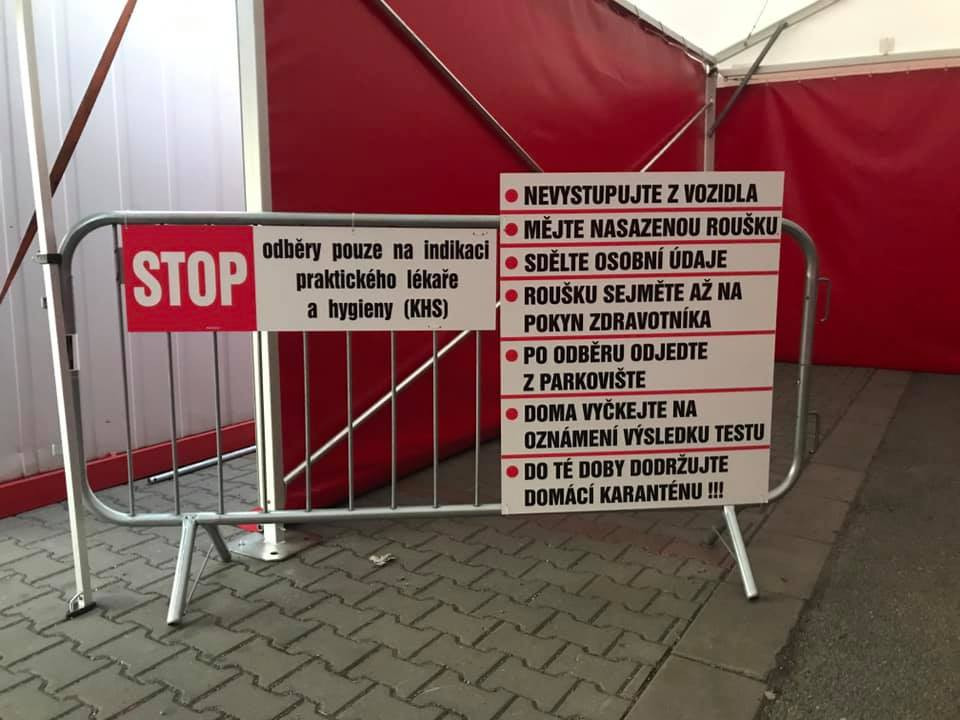 STOP
odběry pouze na indikaci
praktického lékaře
a hygieny (KHS)
• NEVYSTUPUJTE Z VOZIDLA
• MĚJTE NASAZENOU ROUŠKU
• SDĚLTE OSOBNÍ ÚDAJE
• ROUŠKU SEJMĚTE AŽ NA
POKYN ZDRAVOTNÍKA
• PO ODBĚRU ODJEDTE
Z PARKOVIŠTE
• DOMA VYČKEJTE NA
OZNÁMENÍ VÝSLEDKU TESTU
• DO TÉ DOBY DODRŽUJTE
DOMÁCÍ KARANTÉNU !!!